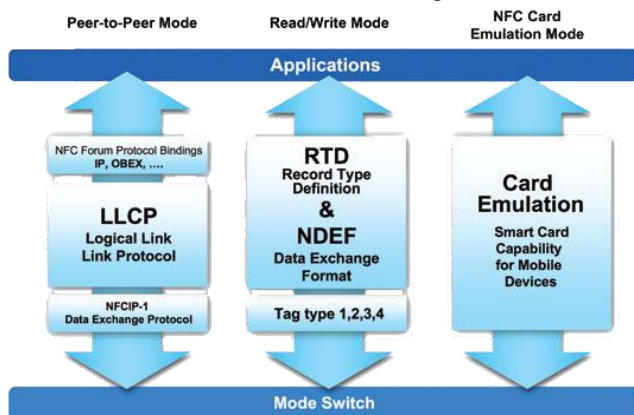 Peer-to-Peer Mode
Read/Write Mode
NFC Card
Emulation Mode
Applications
NFC Forum Protocol Bindings
IP, OBEX, ....
LLCP
Logical Link
Link Protocol
NFCIP-1
Data Exchange Protocol
RTD
Record Type
Definition
&
NDEF
Data Exchange
Format
Tag type 1,2,3,4
Card
Emulation
Smart Card
Capability
for Mobile
Devices
Mode Switch